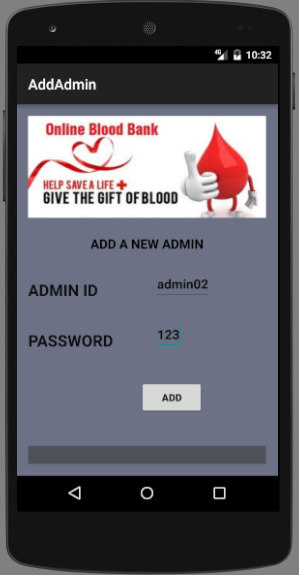 4G 10:32
AddAdmin
Online Blood Bank
HELP SAVE A LIFE
GIVE THE GIFT OF BLOOD
ADD A NEW ADMIN
ADMIN ID admin02
PASSWORD 123
ADD